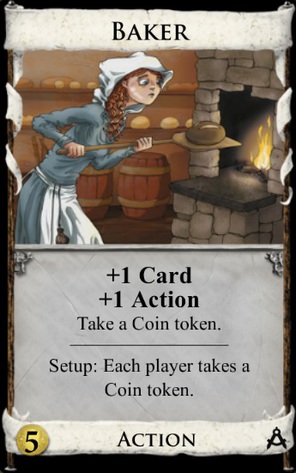 BAKER
+1 Card
+1 Action
Take a Coin token.
Setup: Each player takes a
Coin token.
5
ACTION